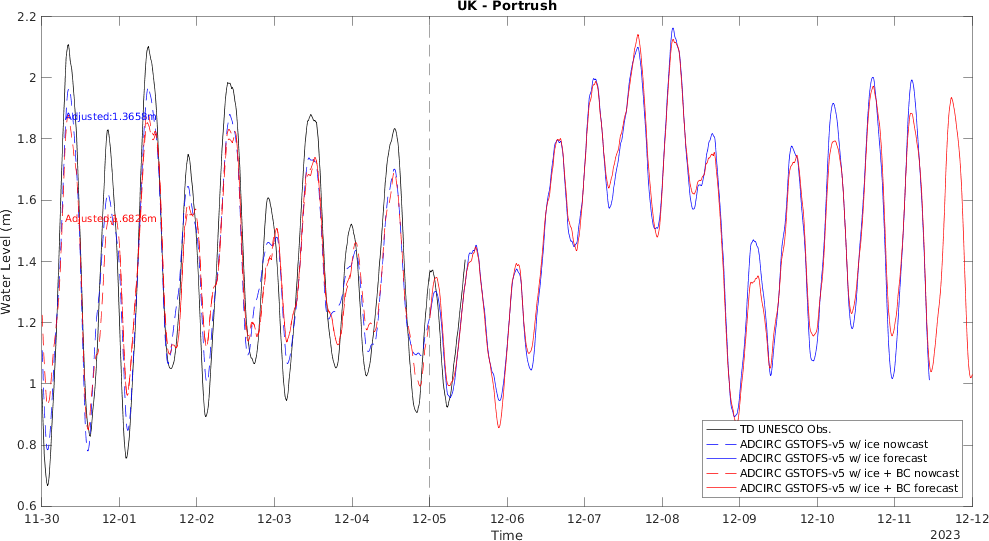 UK - Portrush
2.2
2
1.8
1.6
1.4
1.2
1
0.8
0.6
Water Level (m)
Adjusted:1.3658m
Adjusted:1.6826m
TD UNESCO Obs.
ADCIRC GSTOFS-v5 w/ ice nowcast
ADCIRC GSTOFS-v5 w/ ice forecast
ADCIRC GSTOFS-v5 w/ ice + BC nowcast
ADCIRC GSTOFS-v5 w/ ice + BC forecast
11-30 12-01 12-02 12-03 12-04 12-05 12-06 12-07 12-08 12-09 12-10 12-11 12-12
Time
2023